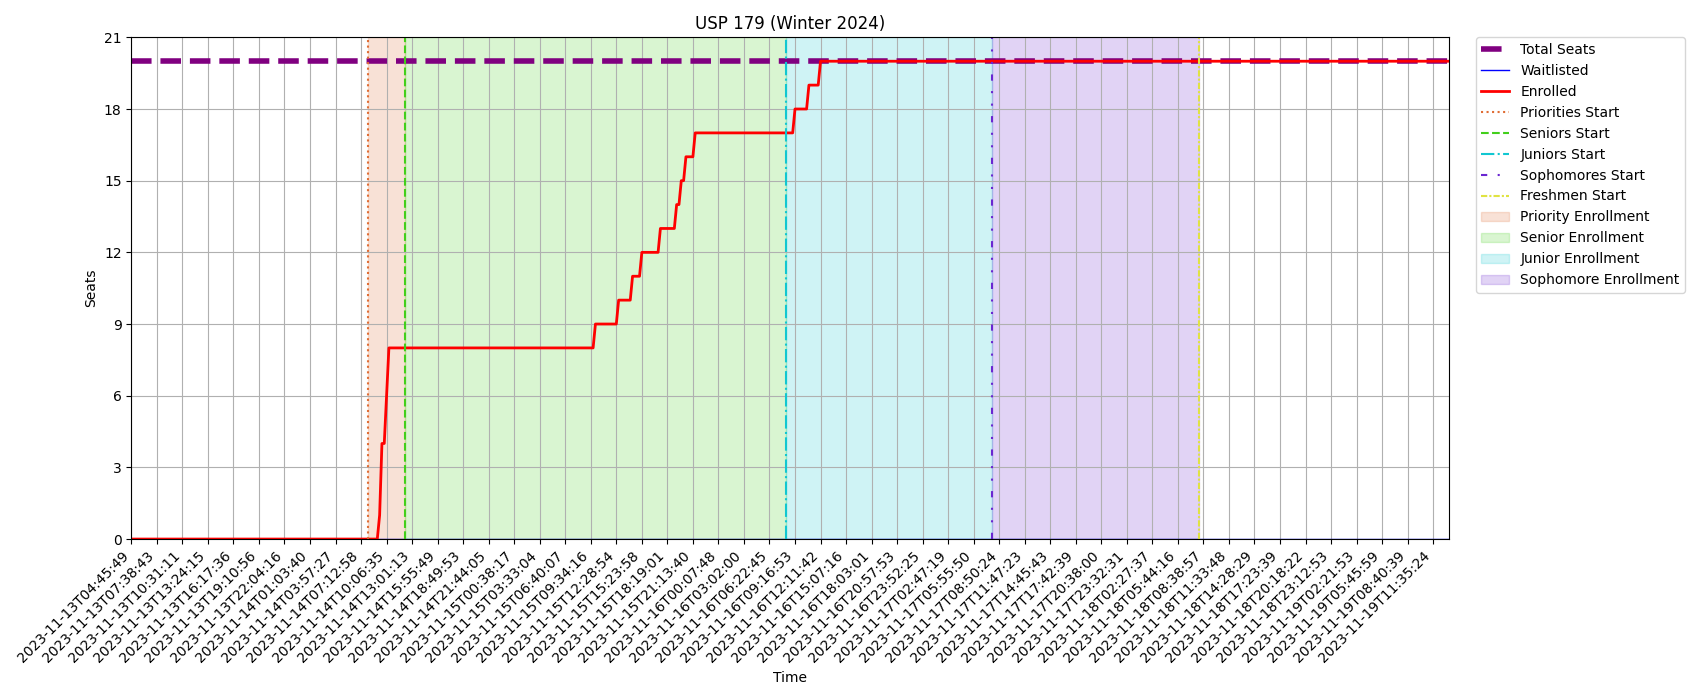 USP 179 (Winter 2024)
21
18
15
12
9
6
3
0
Seats
Total Seats
Waitlisted
Enrolled
Priorities Start
Seniors Start
Juniors Start
Sophomores Start
Freshmen Start
Priority Enrollment
Senior Enrollment
Junior Enrollment
Sophomore Enrollment
2023-11-13T04:45:49
2023-11-13T07:38:43
2023-11-13T10:31:11
2023-11-13T13:24:15
2023-11-13T16:17:36
2023-11-13T19:10:56
2023-11-13T22:04:16
2023-11-14T01:03:40
2023-11-14T03:57:27
2023-11-14T07:12:58
2023-11-14T10:06:35
2023-11-14T13:01:13
2023-11-14T15:55:49
2023-11-14T18:49:53
2023-11-14T21:44:05
2023-11-15T00:38:17
2023-11-15T03:33:04
2023-11-15T06:40:07
2023-11-15T09:34:16
2023-11-15T12:28:54
2023-11-15T15:23:58
2023-11-15T18:19:01
2023-11-15T21:13:40
2023-11-16T00:07:48
2023-11-16T03:02:00
2023-11-16T06:22:45
2023-11-16T09:16:53
2023-11-16T12:11:42
2023-11-16T15:07:16
2023-11-16T18:03:01
2023-11-16T20:57:53
2023-11-16T23:52:25
2023-11-17T02:47:19
2023-11-17T05:55:50
2023-11-17T08:50:24
2023-11-17T11:47:23
2023-11-17T14:45:43
2023-11-17T17:42:39
2023-11-17T20:38:00
2023-11-17T23:32:31
2023-11-18T02:27:37
2023-11-18T05:44:16
2023-11-18T08:38:57
2023-11-18T11:33:48
2023-11-18T14:28:29
2023-11-18T17:23:39
2023-11-18T20:18:22
2023-11-18T23:12:53
2023-11-19T02:21:53
2023-11-19T05:45:59
2023-11-19T08:40:39
2023-11-19T11:35:24
Time